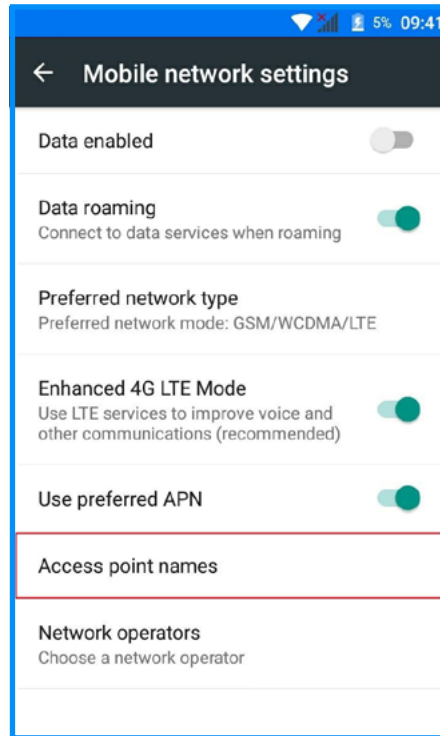 5% 09:41
Mobile network settings
Data enabled
Data roaming
Connect to data services when roaming
Preferred network type
Preferred network mode: GSM/WCDMA/LTE
Enhanced 4G LTE Mode
Use LTE services to improve voice and
other communications (recommended)
Use preferred APN
Access point names
Network operators
Choose a network operator